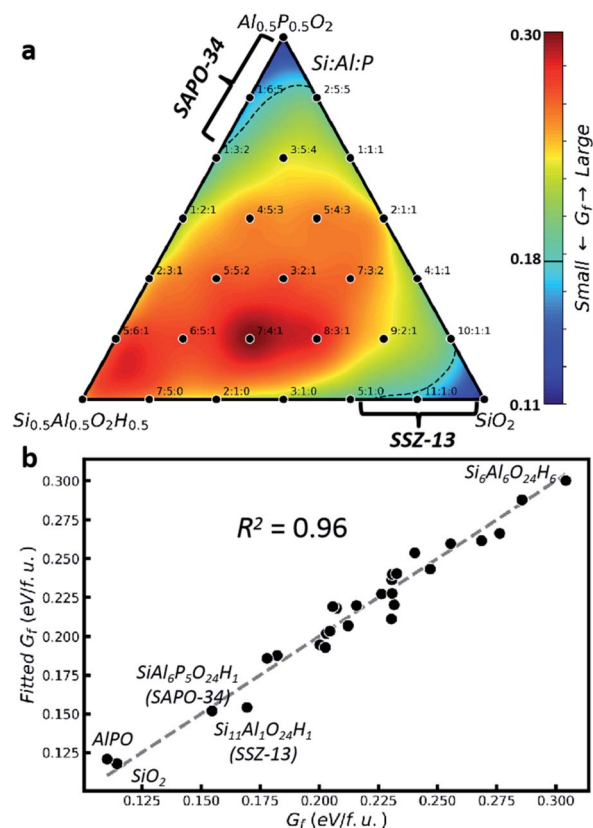 a
Al0.5P0.5O2
Si:Al:P
SAPO-34
0.30
1:6:5
2:5:5
1:3:2
3:5:4
1:1:1
1:2:1
4:5:3
5:4:3
2:1:1
2:3:1
5:5:2
3:2:1
7:3:2
4:1:1
0.18
Small ← Gf → Large
5:6:1
6:5:1
7:4:1
8:3:1
9:2:1
10:1:1
7:5:0
2:1:0
3:1:0
5:1:0
11:1:0
0.11
Si0.5Al0.5O2H0.5
SiO2
SSZ-13
b
0.300
Si6Al6O24H6
0.275
R² = 0.96
0.250
0.225
0.200
0.175
SiAl6P5O24H1
(SAPO-34)
0.150
Si11Al1O24H1
(SSZ-13)
AlPO
0.125
SiO2
Fitted Gf (eV/f. u.)
0.125 0.150 0.175 0.200 0.225 0.250 0.275 0.300
Gf (eV/f. u.)